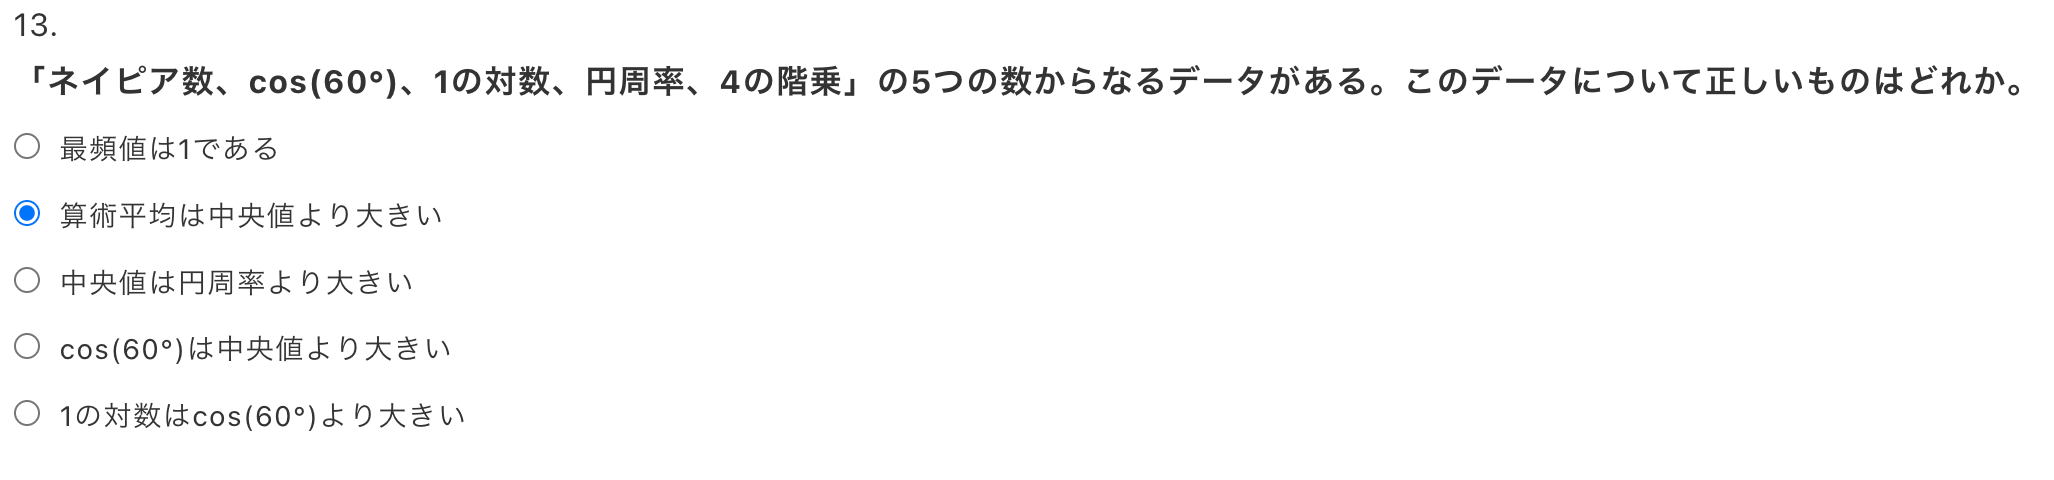 13.
「ネイピア数、cos(60°)、1の対数、円周率、4の階乗」の5つの数からなるデータがある。このデータについて正しいものはどれか。
最頻値は1である
算術平均は中央値より大きい
中央値は円周率より大きい
cos(60°)は中央値より大きい
1の対数はcos(60°)より大きい